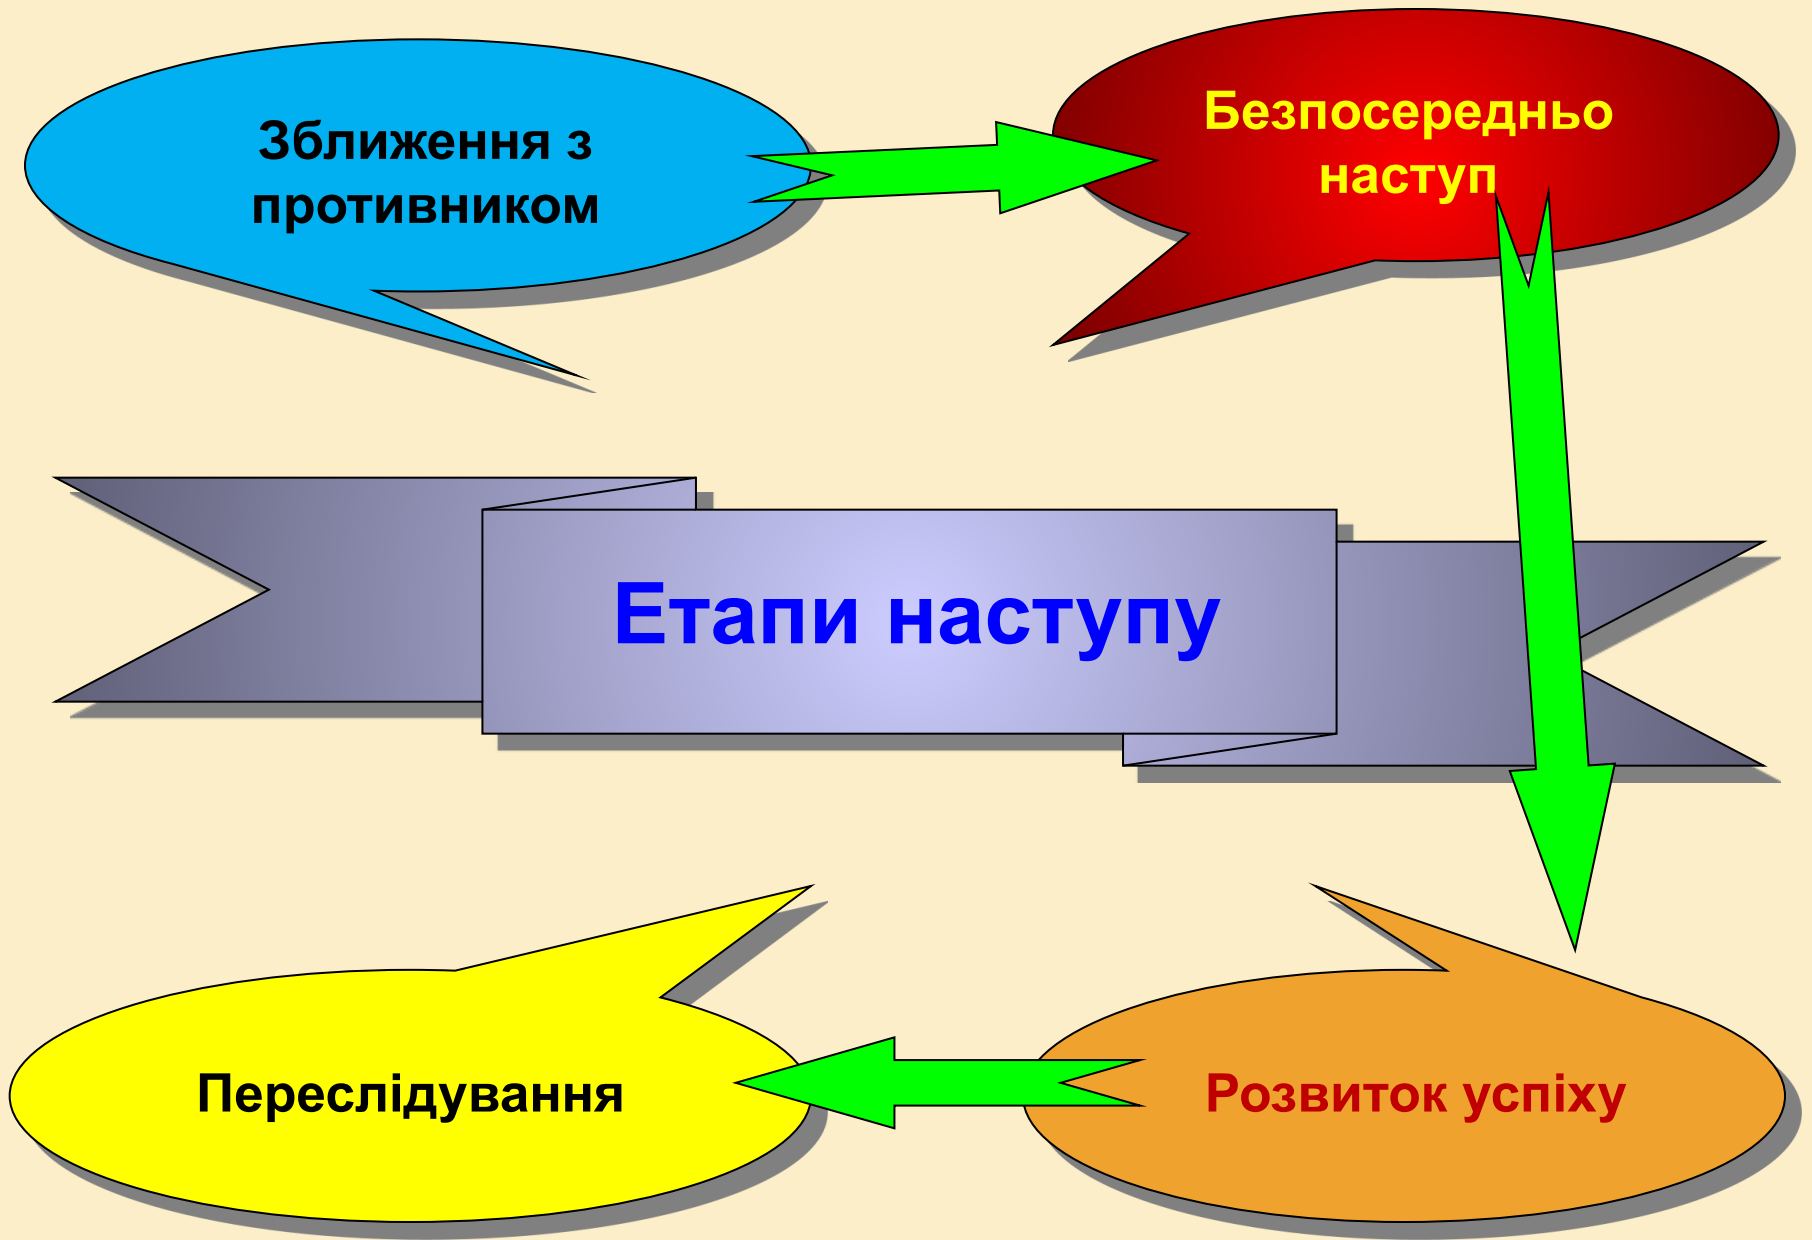 Зближення з
противником
Безпосередньо
наступ
Етапи наступу
Переслідування
Розвиток успіху